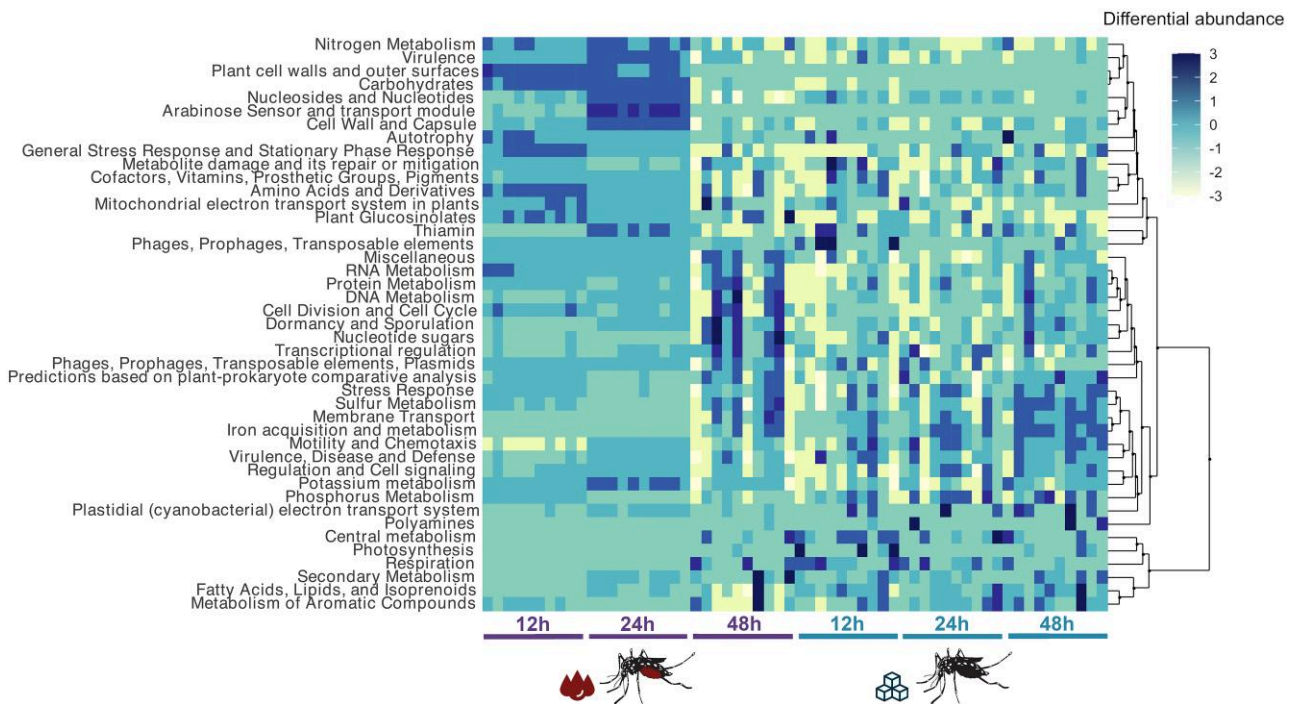 Differential abundance
3
2
1
0
-1
-2
-3
Nitrogen Metabolism
Virulence
Plant cell walls and outer surfaces
Carbohydrates
Nucleosides and Nucleotides
Arabinose Sensor and transport module
Cell Wall and Capsule
Autotrophy
General Stress Response and Stationary Phase Response
Metabolite damage and its repair or mitigation
Cofactors, Vitamins, Prosthetic Groups, Pigments
Amino Acids and Derivatives
Mitochondrial electron transport system in plants
Plant Glucosinolates
Thiamin
Phages, Prophages, Transposable elements
Miscellaneous
RNA Metabolism
Protein Metabolism
DNA Metabolism
Cell Division and Cell Cycle
Dormancy and Sporulation
Nucleotide sugars
Transcriptional regulation
Phages, Prophages, Transposable elements, Plasmids
Predictions based on plant-prokaryote comparative analysis
Stress Response
Sulfur Metabolism
Membrane Transport
Iron acquisition and metabolism
Motility and Chemotaxis
Virulence, Disease and Defense
Regulation and Cell signaling
Potassium metabolism
Phosphorus Metabolism
Plastidial (cyanobacterial) electron transport system
Polyamines
Central metabolism
Photosynthesis
Respiration
Secondary Metabolism
Fatty Acids, Lipids, and Isoprenoids
Metabolism of Aromatic Compounds
12h 24h 48h 12h 24h 48h